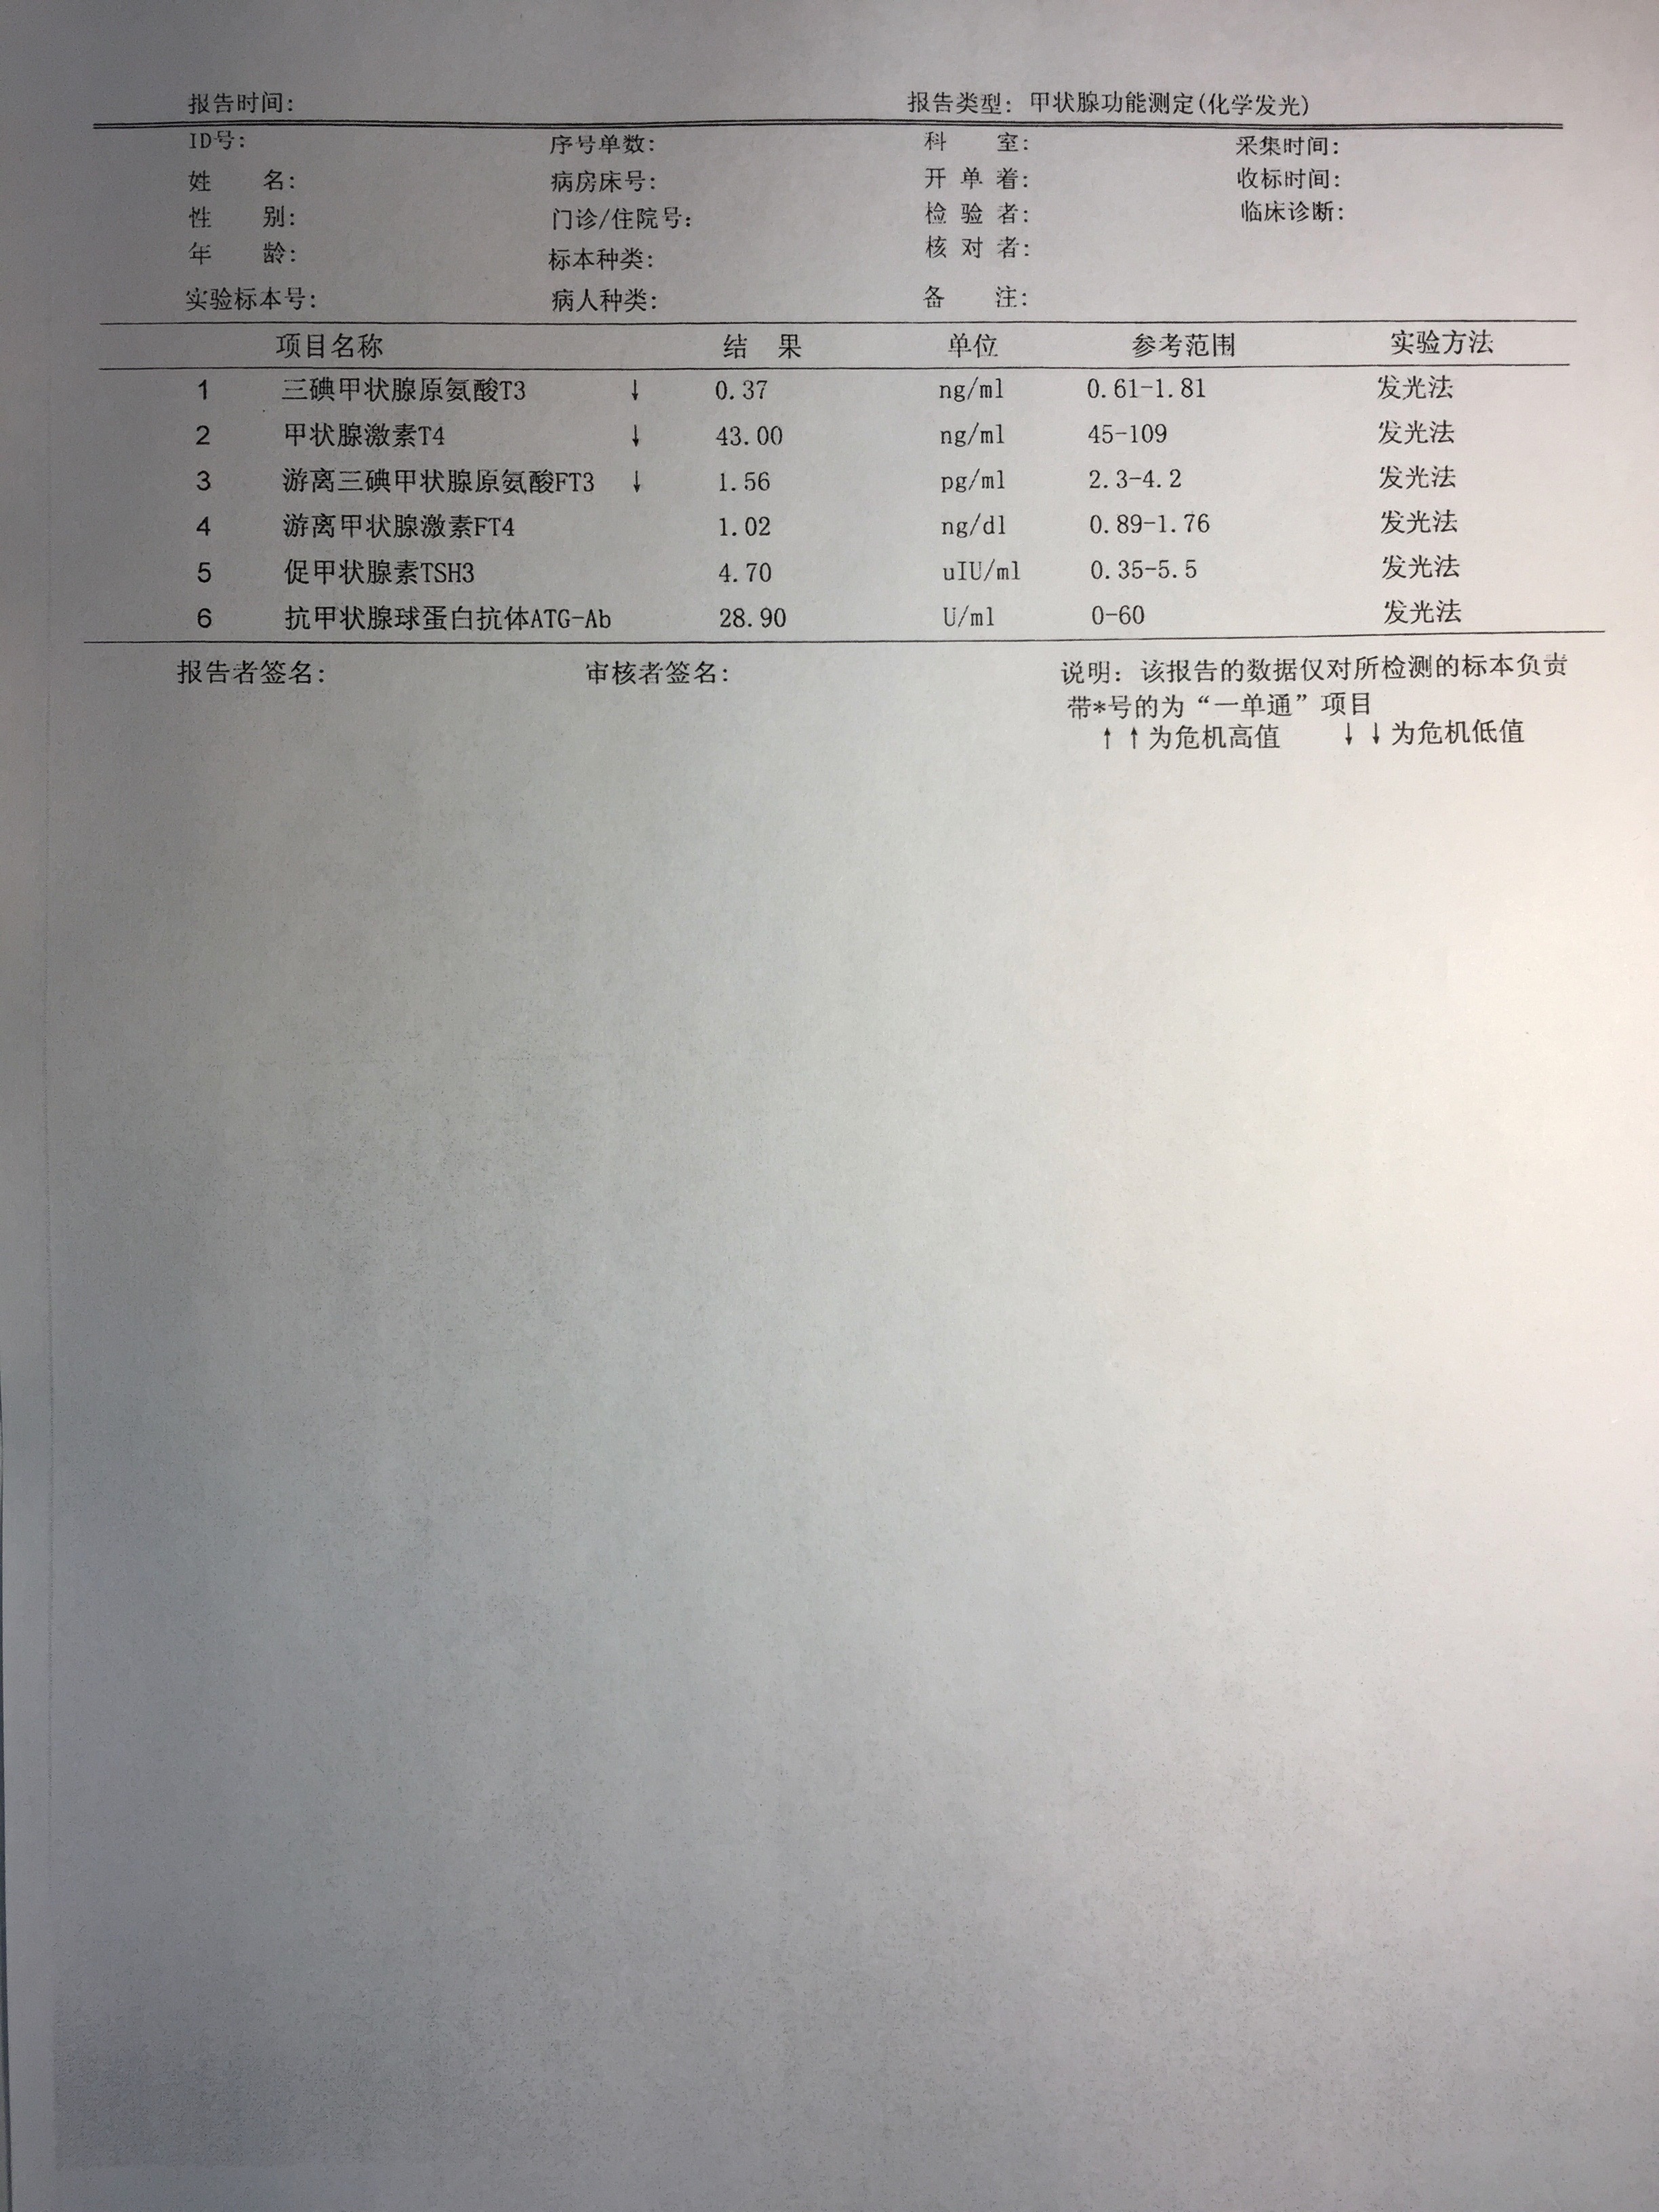 报告时间: 报告类型: 甲状腺功能测定(化学发光)
ID号: 序号单数: 科 室: 采集时间:
姓 名: 病房床号: 开 单 着: 收标时间:
性 别: 门诊/住院号: 检 验 者: 临床诊断:
年 龄: 标本种类: 核 对 者:
实验标本号: 病人种类: 备 注:
项目名称 结 果 单位 参考范围 实验方法
1 三碘甲状腺原氨酸T3 ↓ 0.37 ng/ml 0.61-1.81 发光法
2 甲状腺激素T4 ↓ 43.00 ng/ml 45-109 发光法
3 游离三碘甲状腺原氨酸FT3 ↓ 1.56 pg/ml 2.3-4.2 发光法
4 游离甲状腺激素FT4 1.02 ng/dl 0.89-1.76 发光法
5 促甲状腺素TSH3 4.70 uIU/ml 0.35-5.5 发光法
6 抗甲状腺球蛋白抗体ATG-Ab 28.90 U/ml 0-60 发光法
报告者签名: 审核者签名: 说明: 该报告的数据仅对所检测的标本负责
带*号的为“一单通”项目
↑↑为危机高值 ↓↓为危机低值